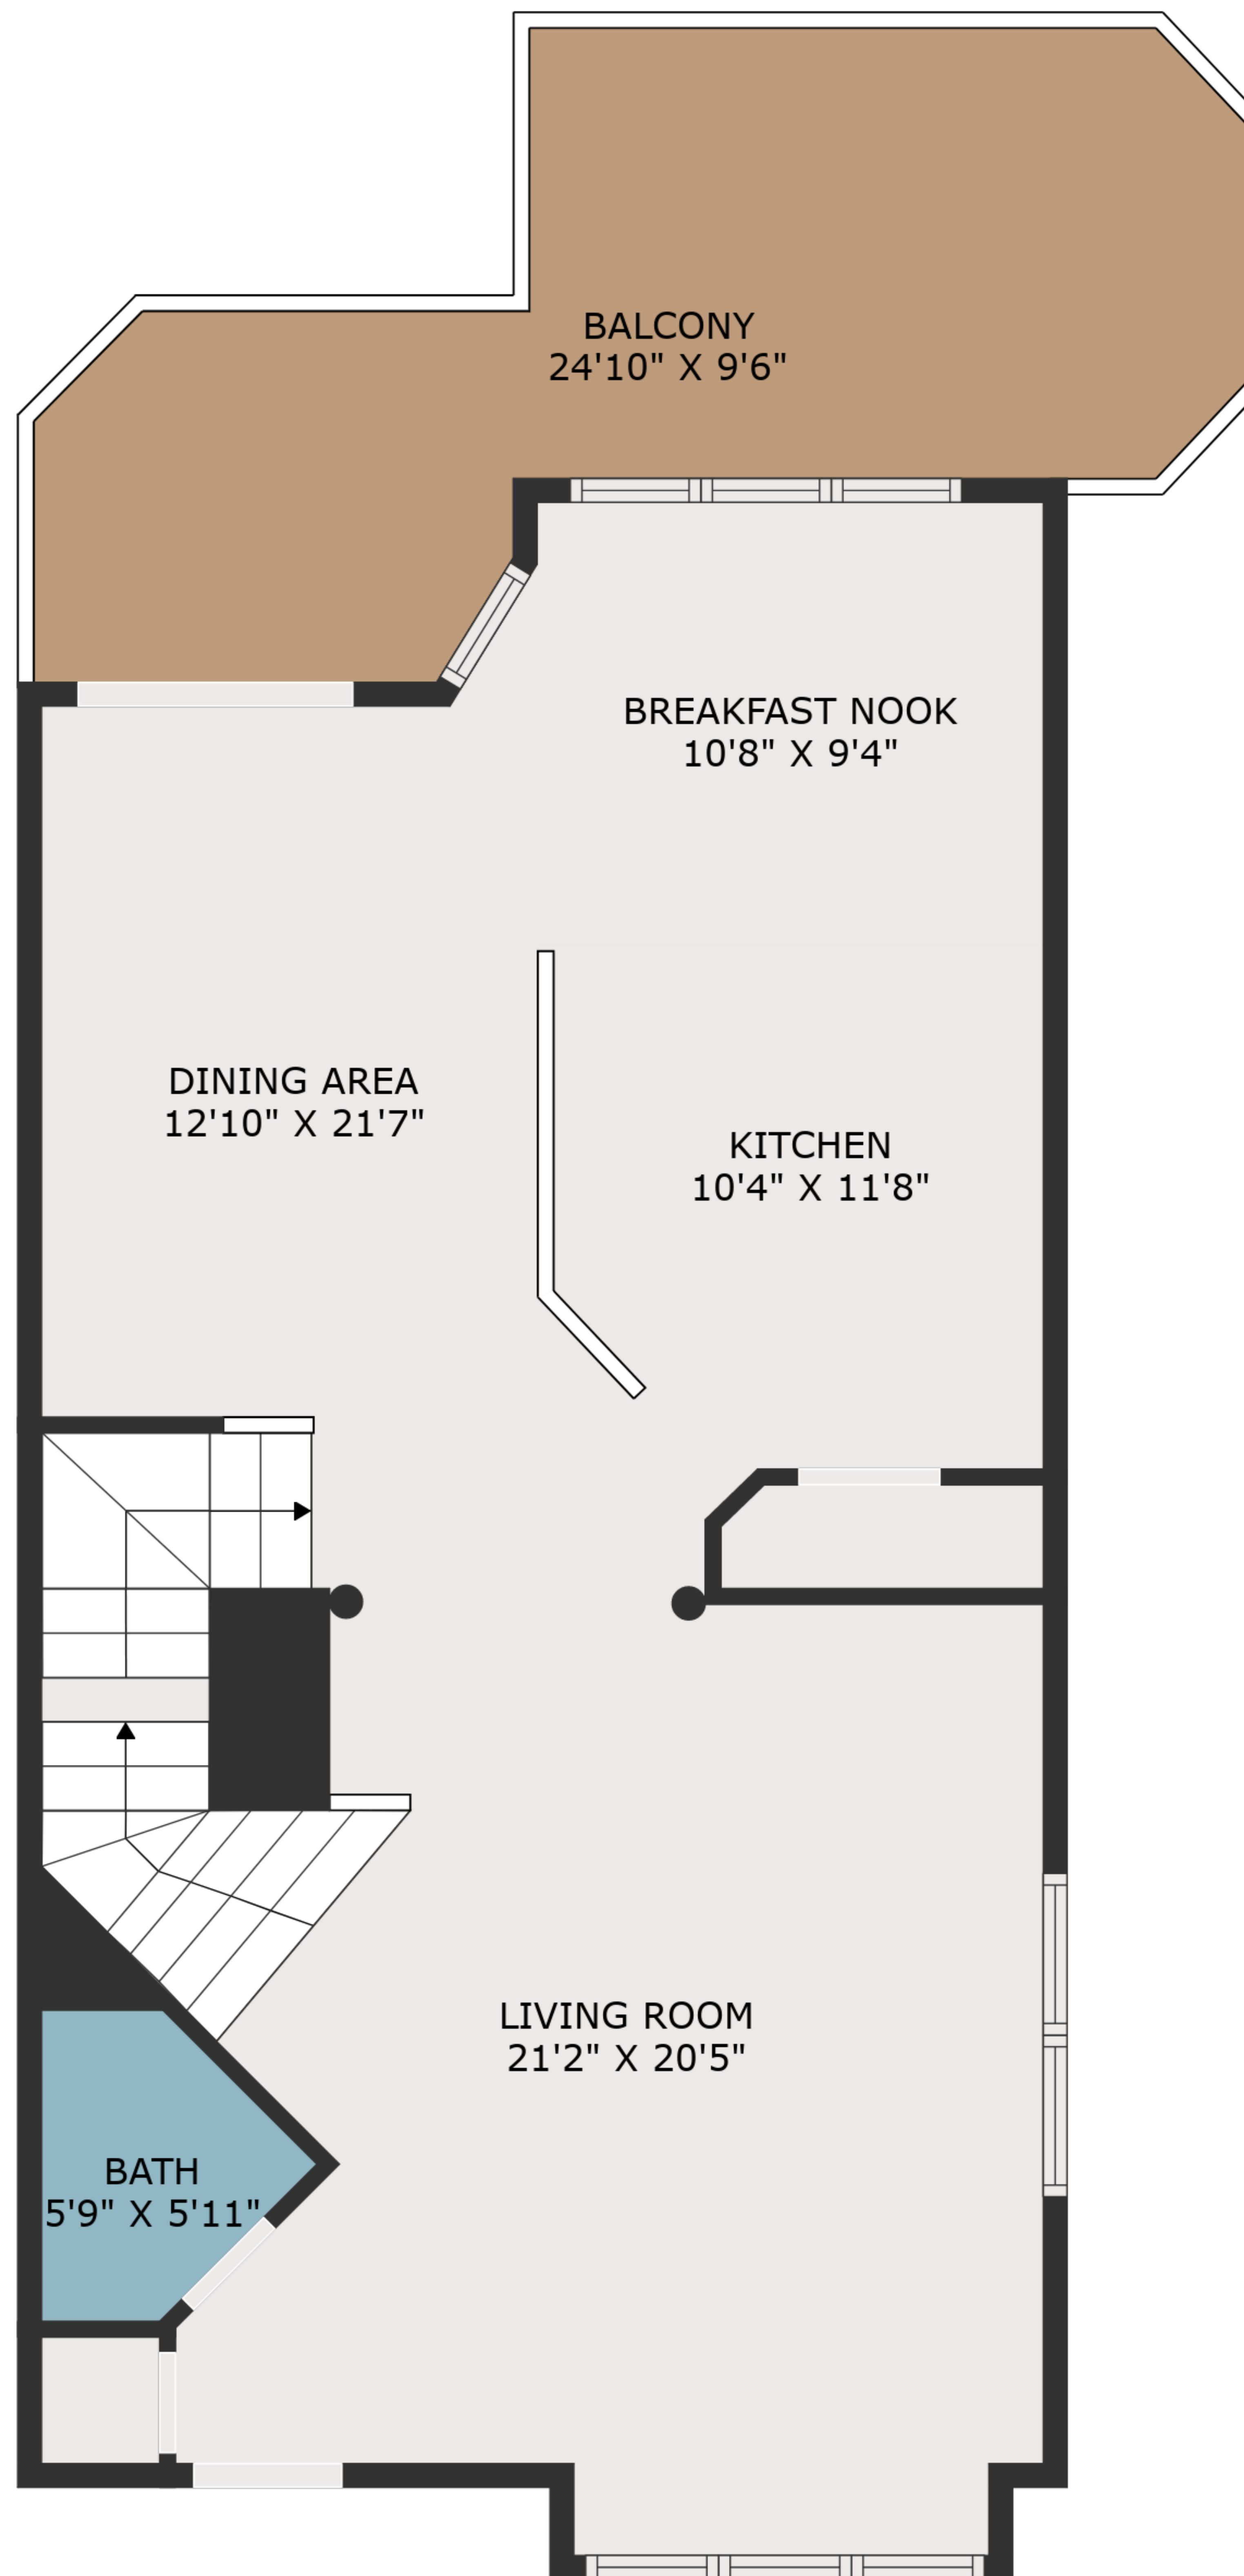 BALCONY
24'10" X 9'6"
BREAKFAST NOOK
10'8" X 9'4"
DINING AREA
12'10" X 21'7"
KITCHEN
10'4" X 11'8"
LIVING ROOM
21'2" X 20'5"
BATH
5'9" X 5'11"